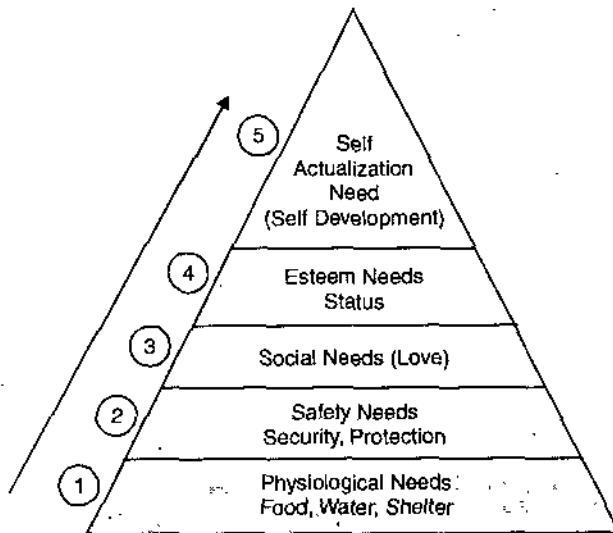 5
Self
Actualization
Need
(Self Development)
4
Esteem Needs
Status
3
Social Needs (Love)
2
Safety Needs
Security, Protection
1
Physiological Needs:
Food, Water, Shelter